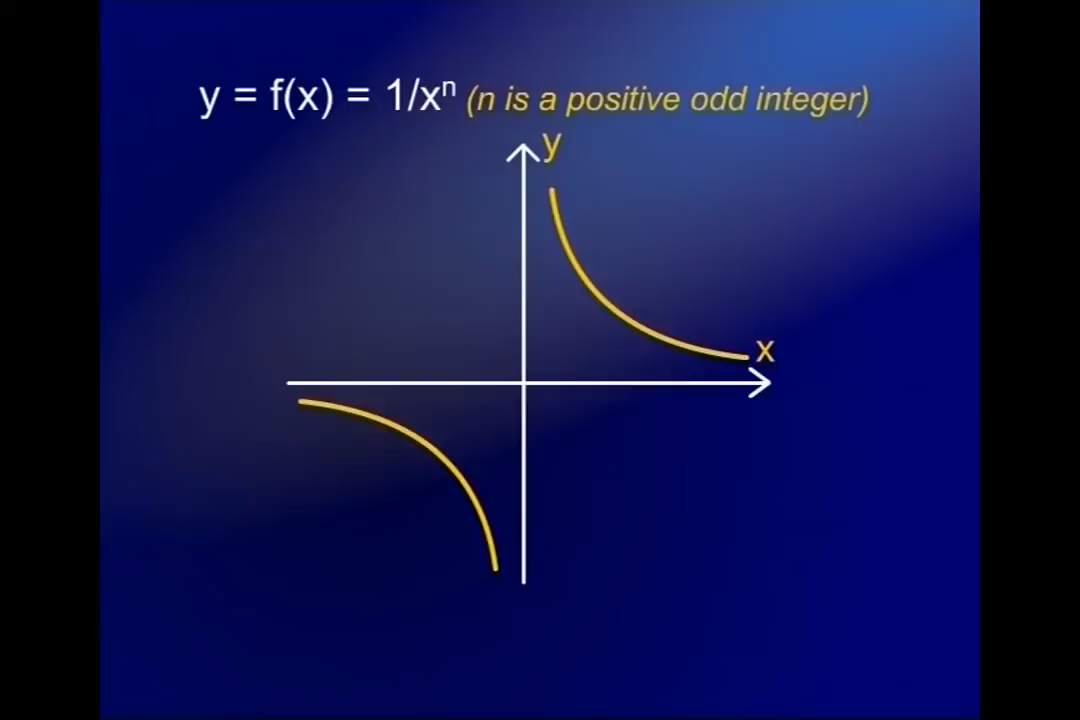 y = f(x) = 1/xⁿ (n is a positive odd integer)
y
x